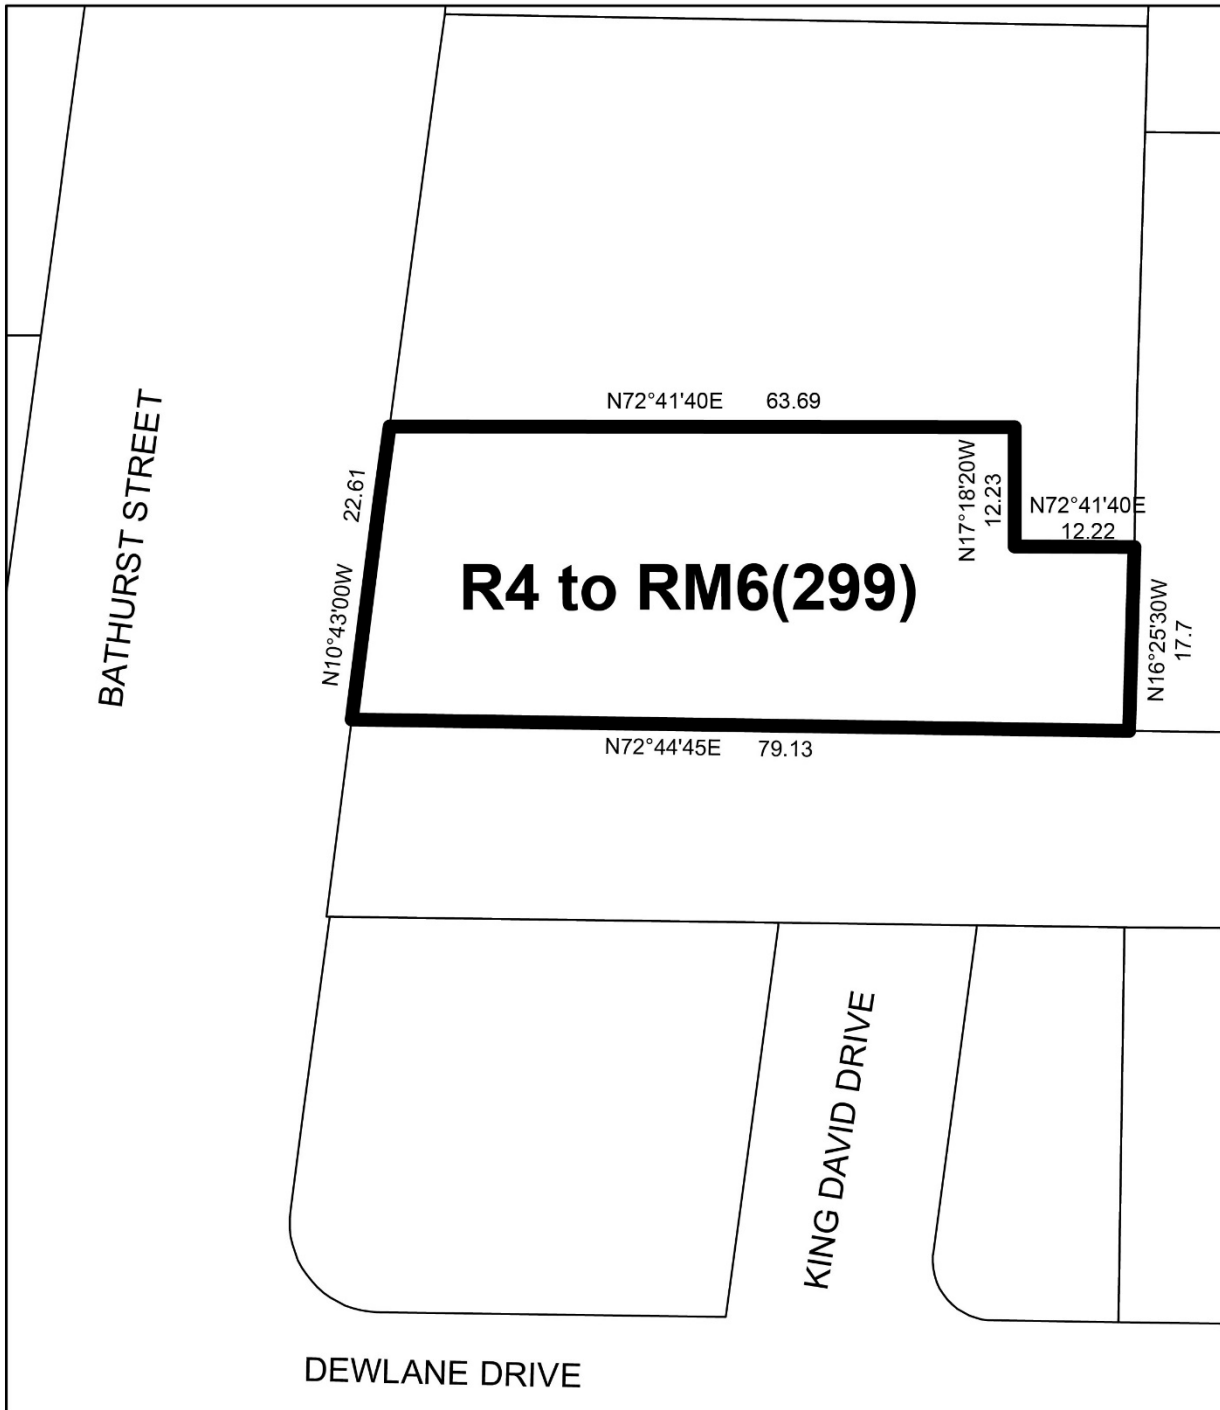 N72°41'40E 63.69
N17°18'20W
12.23
N72°41'40E
12.22
22.61
N10°43'00W
BATHURST STREET
R4 to RM6(299)
N16°25'30W
17.7
N72°44'45E 79.13
KING DAVID DRIVE
DEWLANE DRIVE